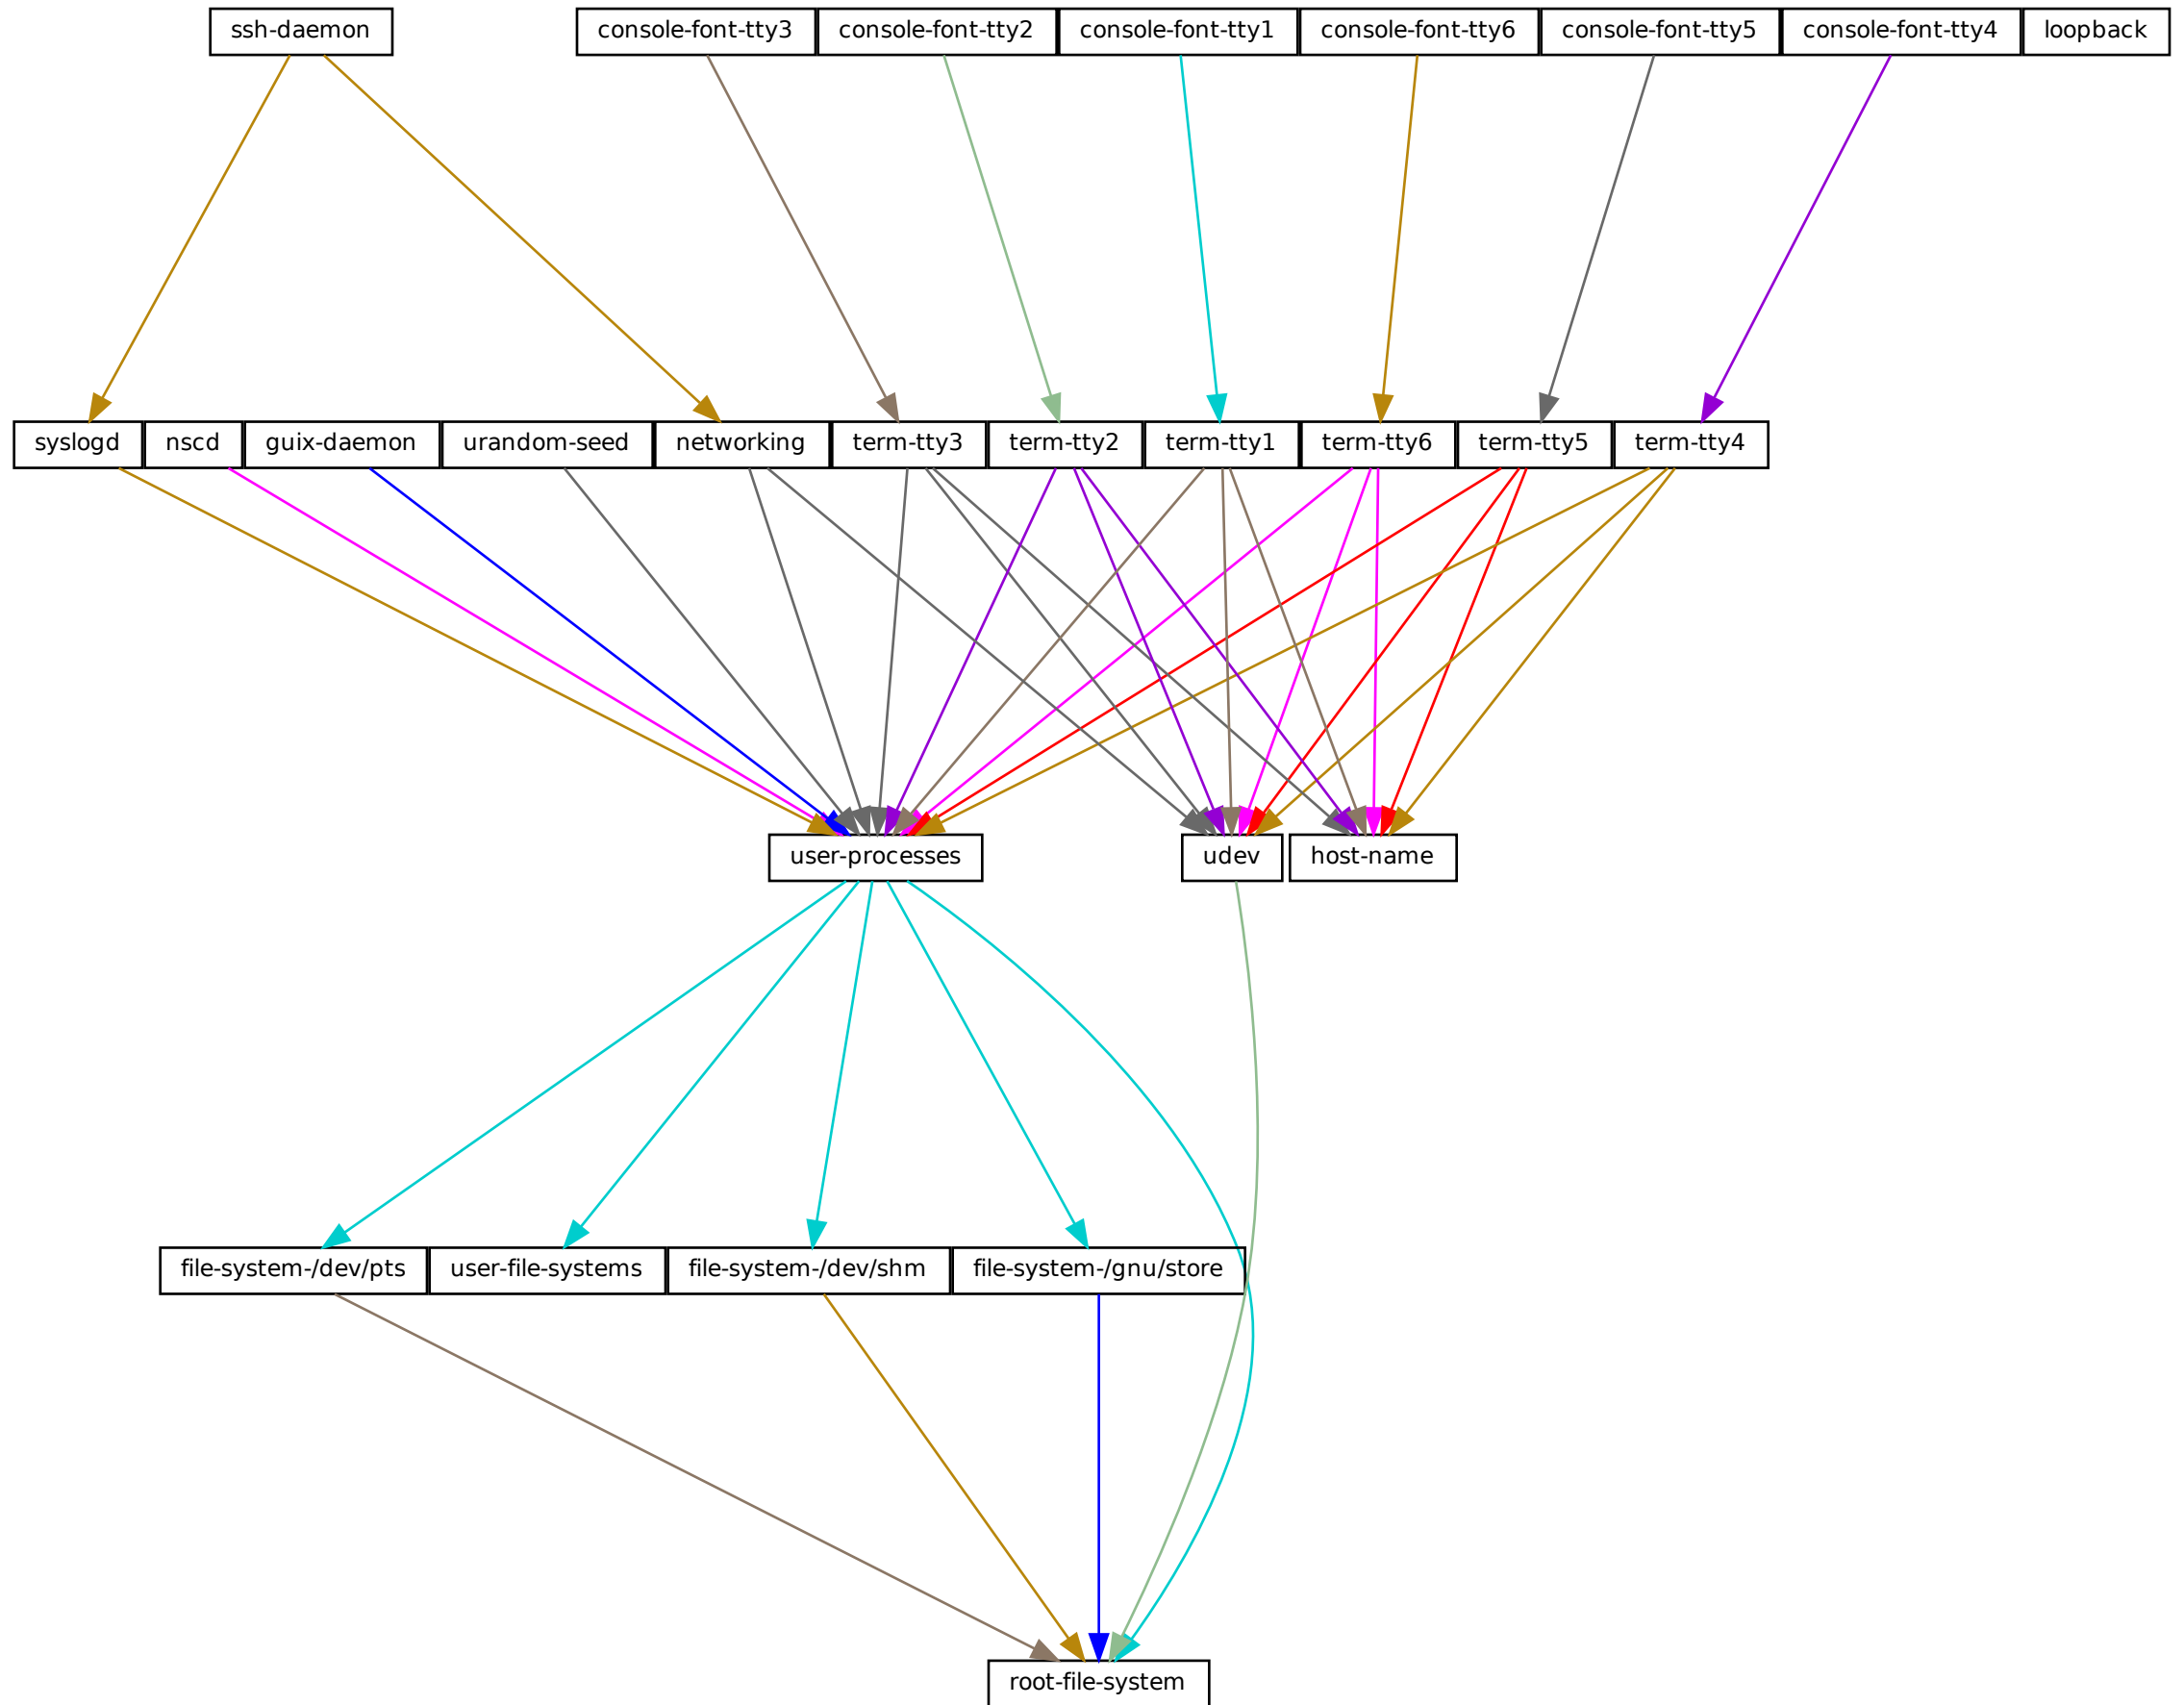 ssh-daemon
console-font-tty3
console-font-tty2
console-font-tty1
console-font-tty6
console-font-tty5
console-font-tty4
loopback
syslogd
nscd
guix-daemon
urandom-seed
networking
term-tty3
term-tty2
term-tty1
term-tty6
term-tty5
term-tty4
user-processes
udev
host-name
file-system-/dev/pts
user-file-systems
file-system-/dev/shm
file-system-/gnu/store
root-file-system